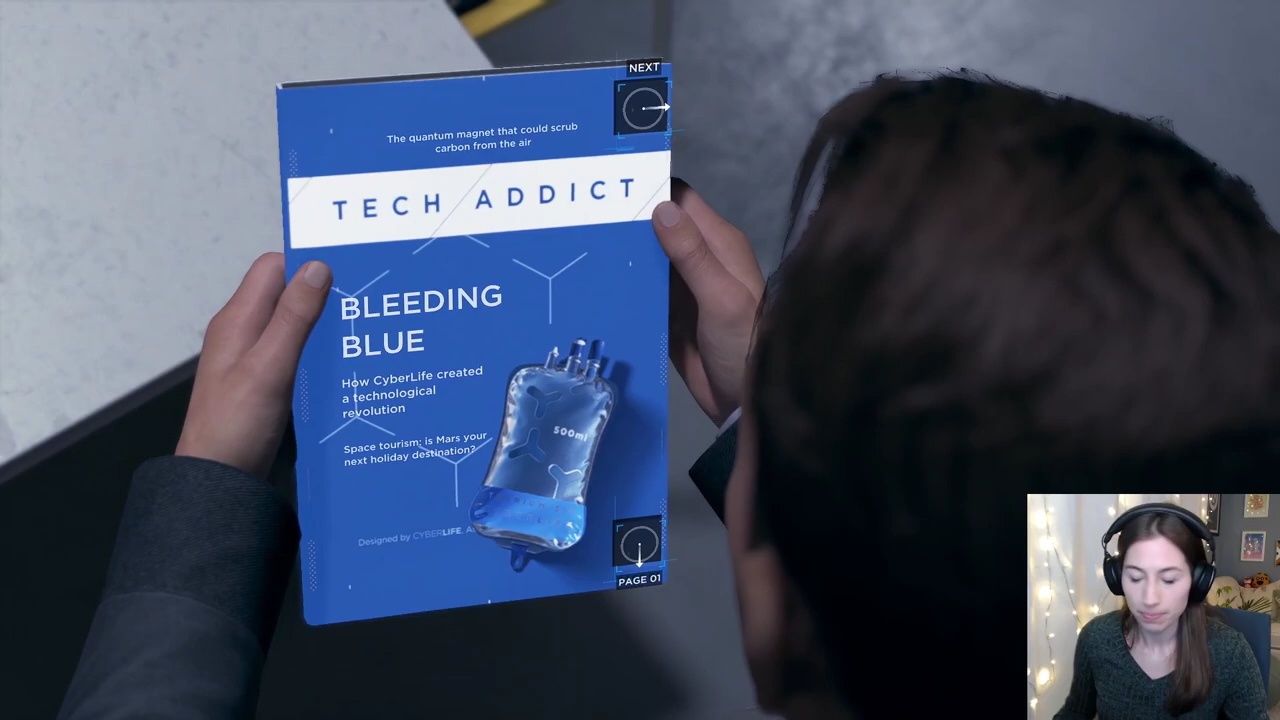 NEXT
The quantum magnet that could scrub
carbon from the air
TECH ADDICT
BLEEDING
BLUE
How CyberLife created
a technological
revolution
500ml
Space tourism: is Mars your
next holiday destination?
Designed by CYBERLIFE.
PAGE 01